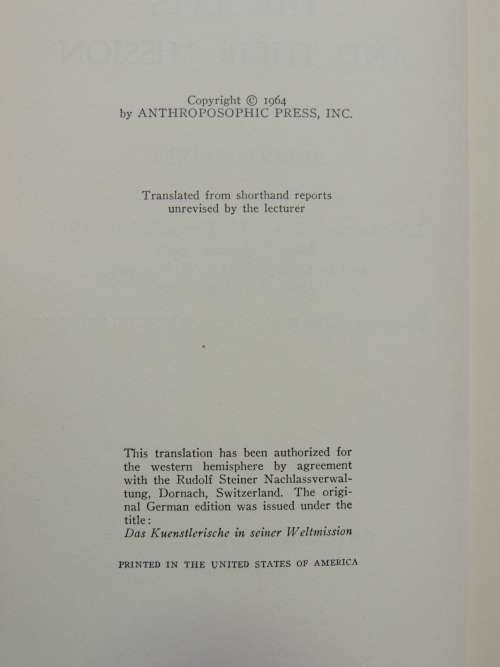 Copyright © 1964
by ANTHROPOSOPHIC PRESS, INC.
Translated from shorthand reports
unrevised by the lecturer
This translation has been authorized for
the western hemisphere by agreement
with the Rudolf Steiner Nachlassverwal-
tung, Dornach, Switzerland. The origi-
nal German edition was issued under the
title:
Das Kuenstlerische in seiner Weltmission
PRINTED IN THE UNITED STATES OF AMERICA